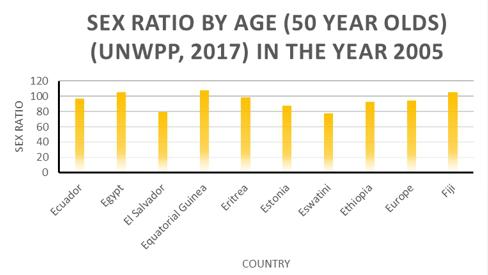 SEX RATIO BY AGE (50 YEAR OLDS)
(UNWPP, 2017) IN THE YEAR 2005
120
100
80
60
40
20
0
SEX RATIO
Ecuador
Egypt
El Salvador
Equatorial Guinea
Eritrea
Estonia
Eswatini
Ethiopia
Europe
Fiji
COUNTRY